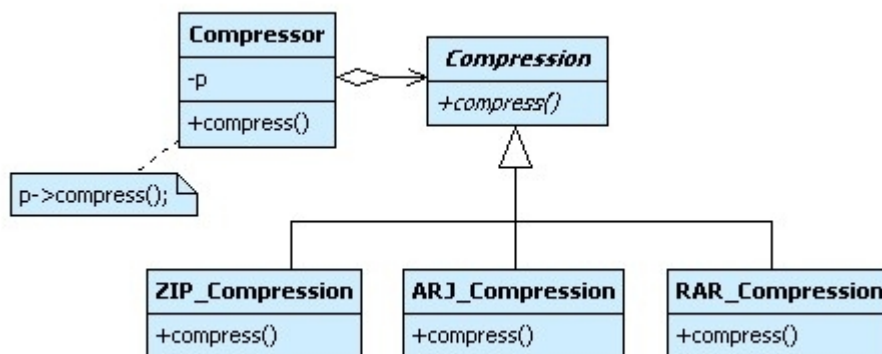 Compressor
-p
+compress()
Compression
+compress()
p->compress();
ZIP_Compression
+compress()
ARJ_Compression
+compress()
RAR_Compression
+compress()